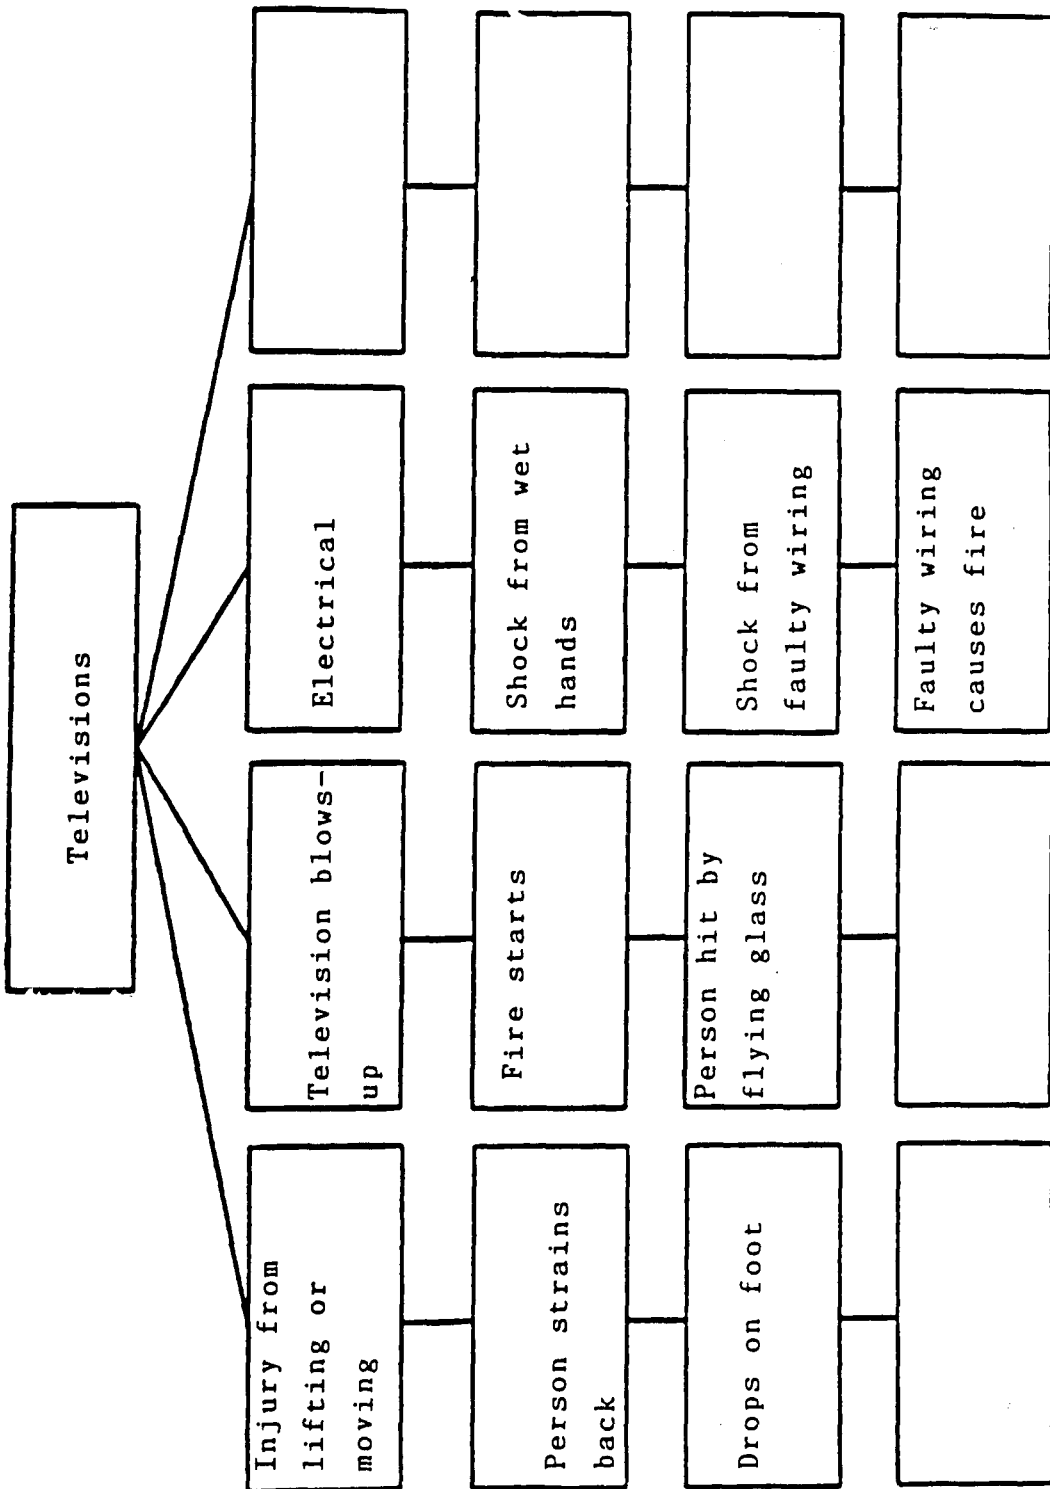 Televisions
Injury from
lifting or
moving
Person strains
back
Drops on foot
Television blows-
up
Fire starts
Person hit by
flying glass
Electrical
Shock from wet
hands
Shock from
faulty wiring
Faulty wiring
causes fire